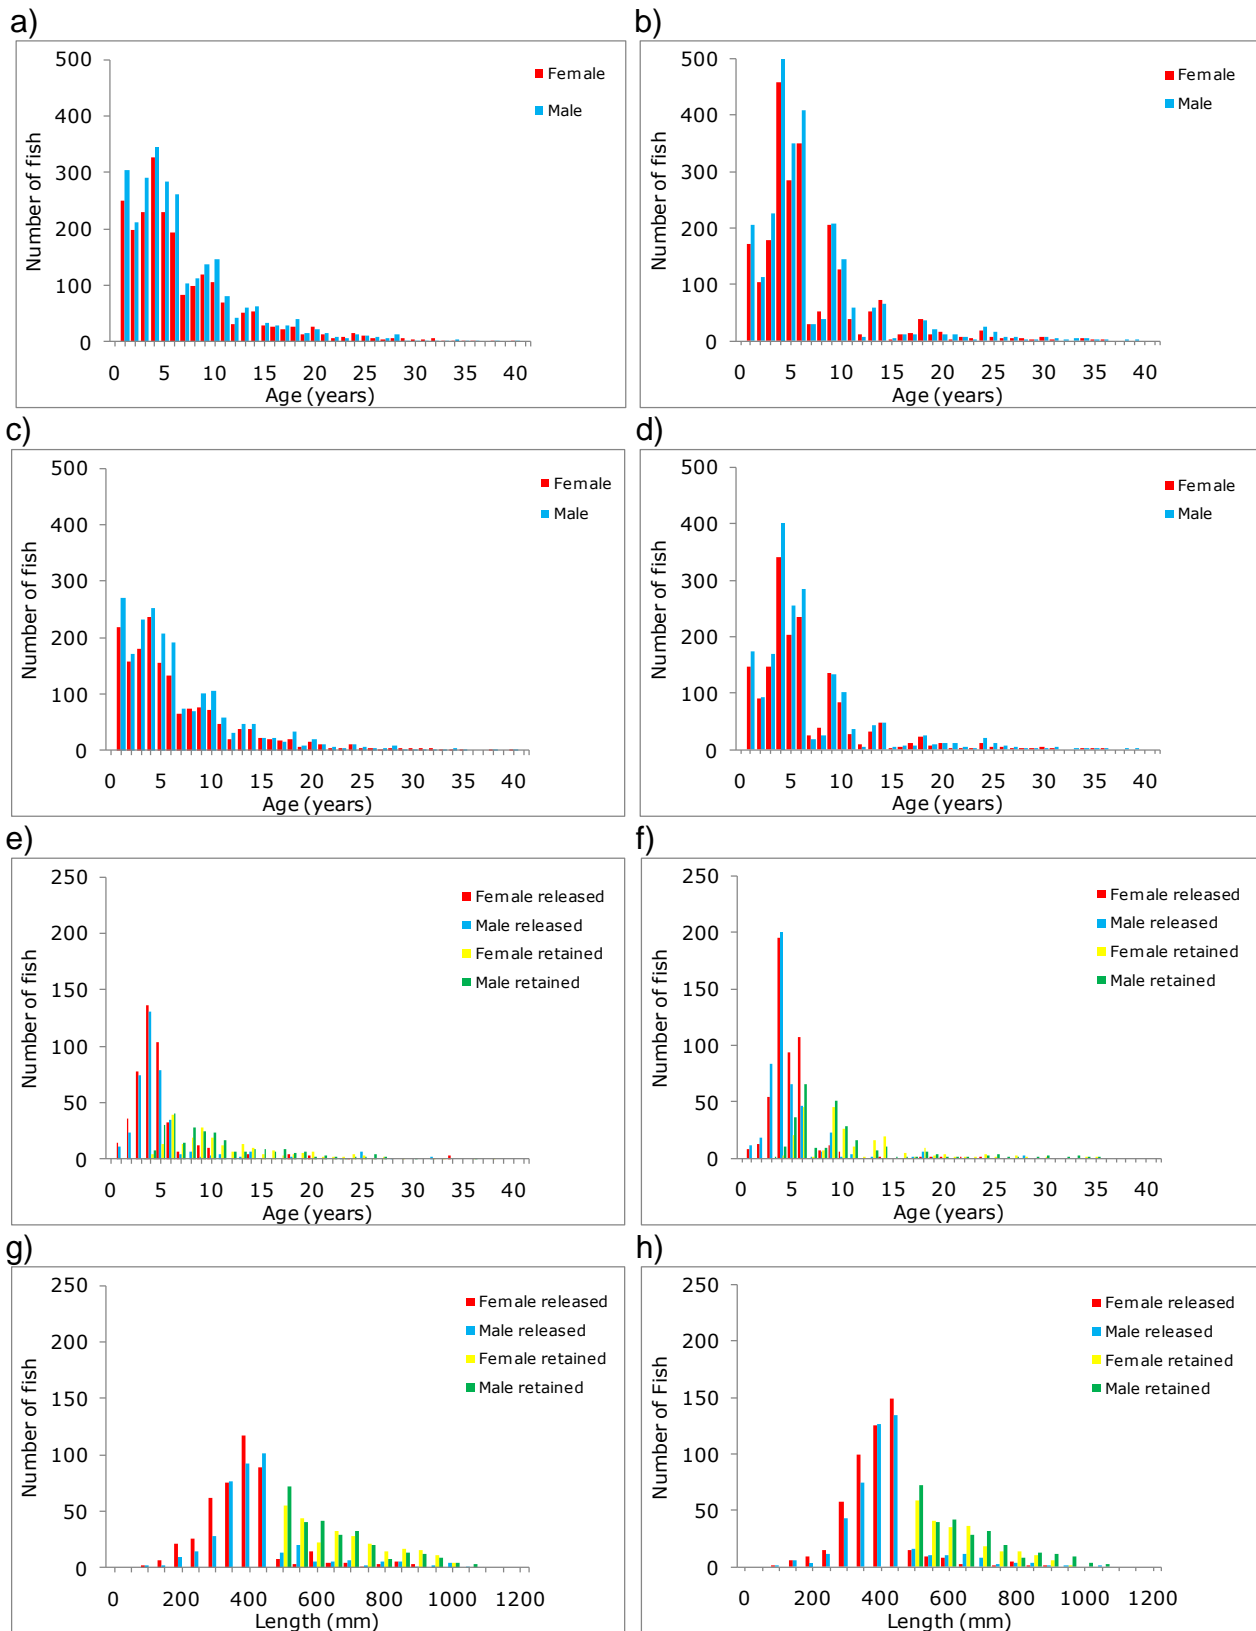 a)
500
400
300
200
100
0
Number of fish
Female
Male
0 5 10 15 20 25 30 35 40
Age (years)
b)
500
400
300
200
100
0
Number of fish
Female
Male
0 5 10 15 20 25 30 35 40
Age (years)
c)
500
400
300
200
100
0
Number of fish
Female
Male
0 5 10 15 20 25 30 35 40
Age (years)
d)
500
400
300
200
100
0
Number of fish
Female
Male
0 5 10 15 20 25 30 35 40
Age (years)
e)
250
200
150
100
50
0
Number of fish
Female released
Male released
Female retained
Male retained
0 5 10 15 20 25 30 35 40
Age (years)
f)
250
200
150
100
50
0
Number of fish
Female released
Male released
Female retained
Male retained
0 5 10 15 20 25 30 35 40
Age (years)
g)
250
200
150
100
50
0
Number of fish
Female released
Male released
Female retained
Male retained
0 200 400 600 800 1000 1200
Length (mm)
h)
250
200
150
100
50
0
Number of Fish
Female released
Male released
Female retained
Male retained
0 200 400 600 800 1000 1200
Length (mm)